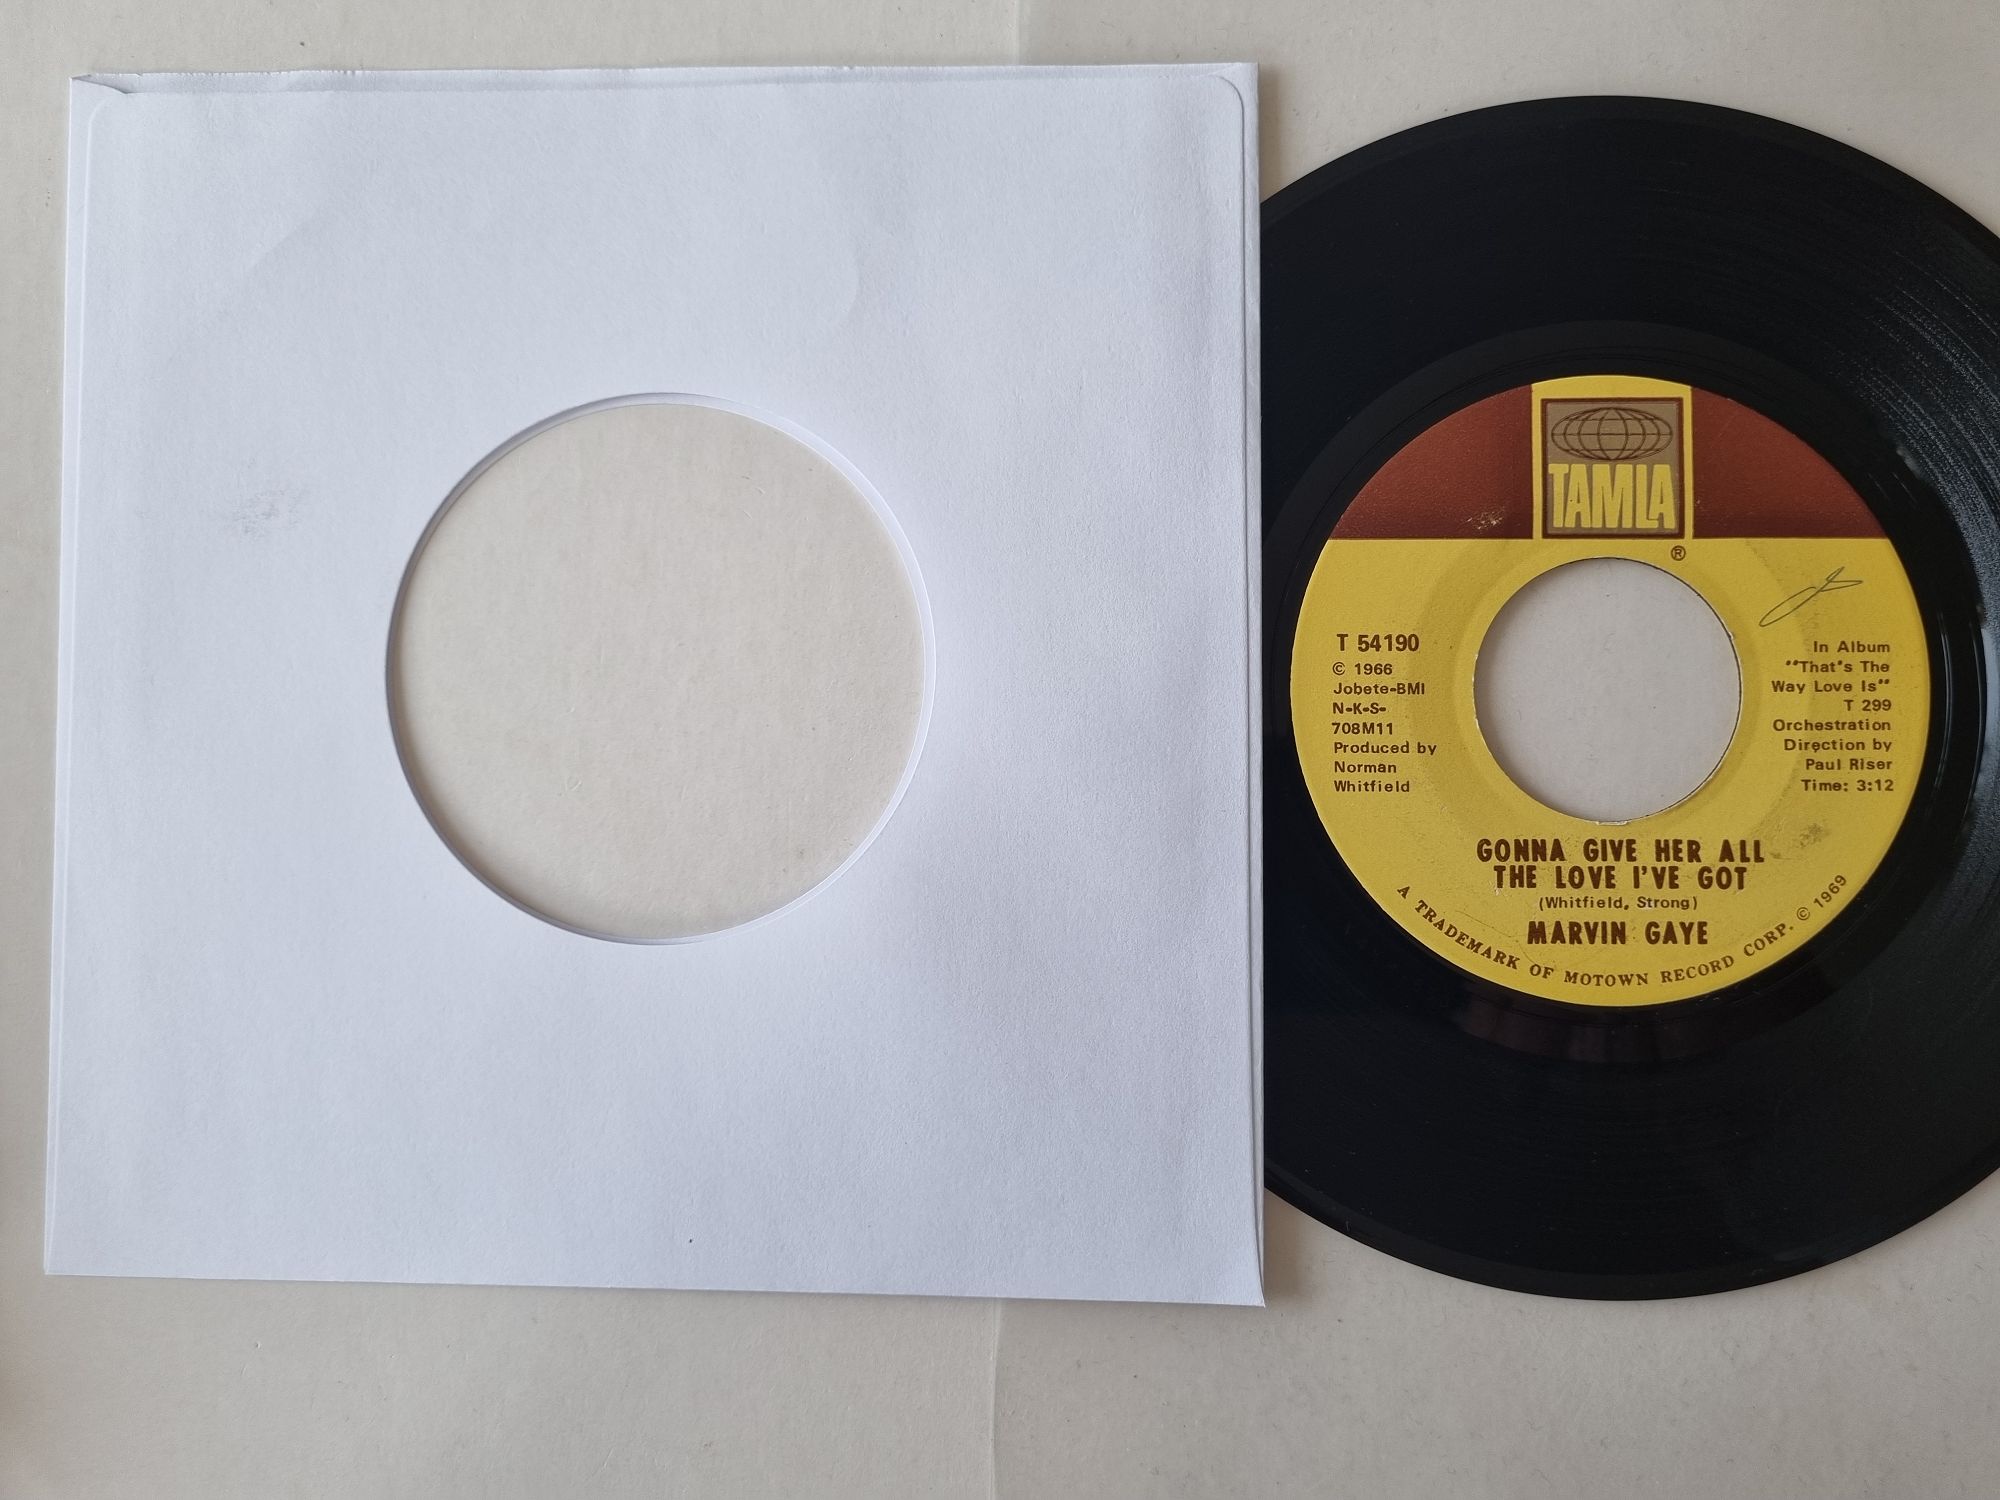 TAMLA
®
T 54190
© 1966
Jobete-BMI
N-K-S-
708M11
Produced by
Norman
Whitfield
In Album
"That's The
Way Love Is"
T 299
Orchestration
Direction by
Paul Riser
Time: 3:12
GONNA GIVE HER ALL
THE LOVE I'VE GOT
(Whitfield, Strong)
MARVIN GAYE
A TRADEMARK OF MOTOWN RECORD CORP. © 1969